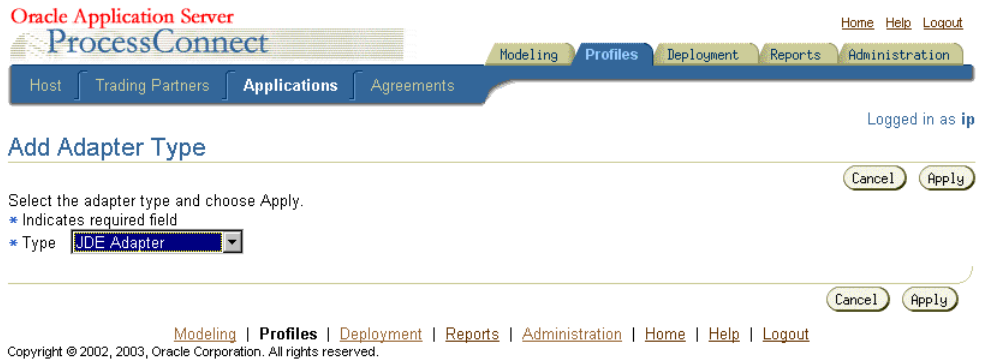 Oracle Application Server
ProcessConnect
Home Help Logout
Modeling Profiles Deployment Reports Administration
Host Trading Partners Applications Agreements
Logged in as ip
Add Adapter Type
Cancel Apply
Select the adapter type and choose Apply.
* Indicates required field
* Type JDE Adapter
Cancel Apply
Modeling | Profiles | Deployment | Reports | Administration | Home | Help | Logout
Copyright © 2002, 2003, Oracle Corporation. All rights reserved.